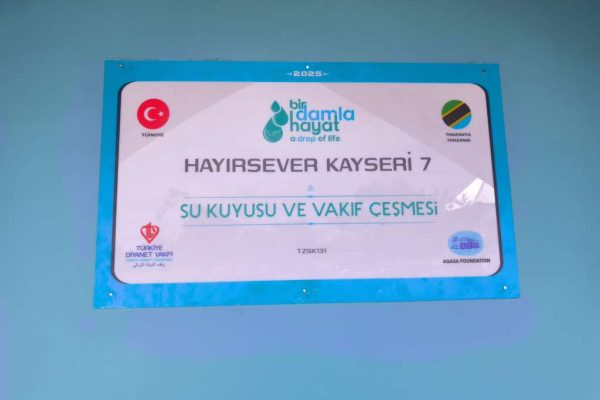 2025
TÜRKİYE
bir
damla
hayat
a drop of life
TANZANYA
TANZANIA
HAYIRSEVER KAYSERİ 7
SU KUYUSU VE VAKIF ÇEŞMESİ
TÜRKİYE
DİYANET VAKFI
TZSK131
AGASA FOUNDATION